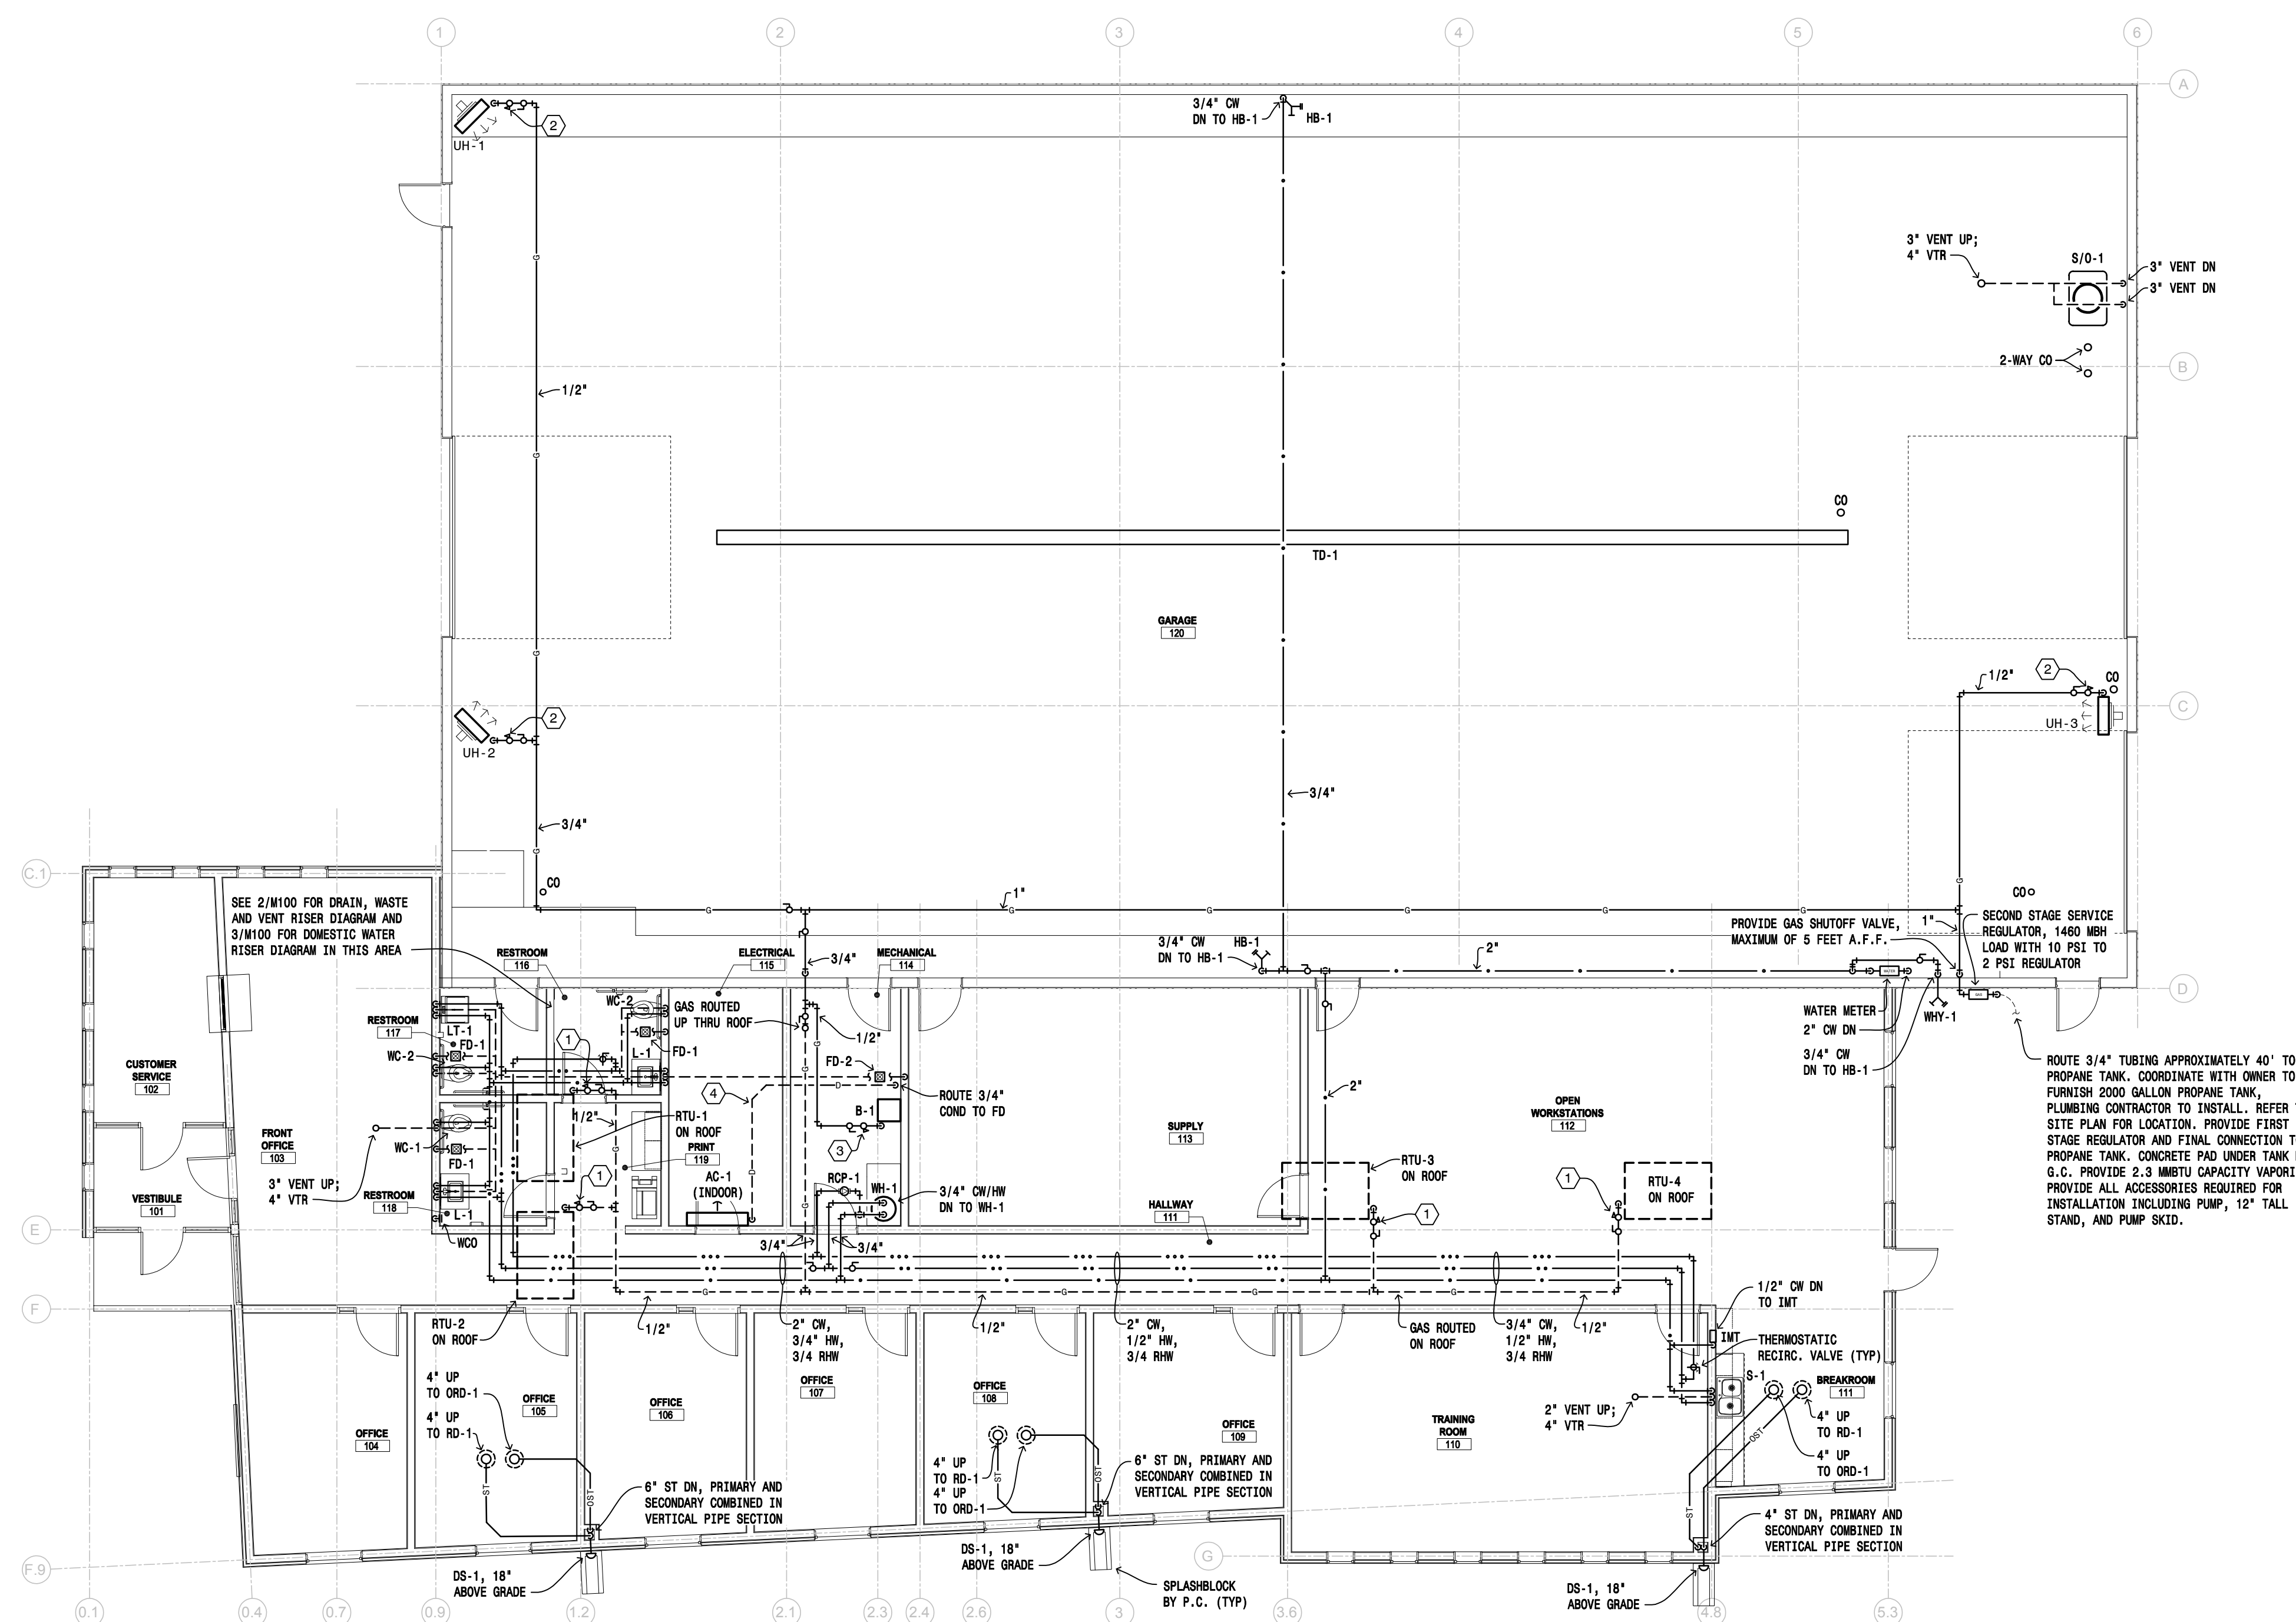 1
2
3
4
5
6
A
3/4" CW
DN TO HB-1
HB-1
2
UH-1
G
3" VENT UP;
4" VTR
S/O-1
3" VENT DN
3" VENT DN
2-WAY CO
B
1/2"
G
CO
TD-1
GARAGE
120
G
2
UH-2
1/2"
2
CO
C
UH-3
3/4"
3/4"
G
C.1
CO
1"
G
G
G
G
G
G
G
CO
SEE 2/M100 FOR DRAIN, WASTE
AND VENT RISER DIAGRAM AND
3/M100 FOR DOMESTIC WATER
RISER DIAGRAM IN THIS AREA
RESTROOM
116
ELECTRICAL
115
3/4"
MECHANICAL
114
3/4" CW
DN TO HB-1
HB-1
2"
PROVIDE GAS SHUTOFF VALVE,
MAXIMUM OF 5 FEET A.F.F.
1"
SECOND STAGE SERVICE
REGULATOR, 1460 MBH
LOAD WITH 10 PSI TO
2 PSI REGULATOR
D
WC-2
GAS ROUTED
UP THRU ROOF
1/2"
WATER METER
2" CW DN
3/4" CW
DN TO HB-1
GAS
WHY-1
RESTROOM
117
LT-1
FD-1
WC-2
1
L-1
FD-1
FD-2
G
G
4
D
ROUTE 3/4"
COND TO FD
CUSTOMER
SERVICE
102
ROUTE 3/4" TUBING APPROXIMATELY 40' TO
PROPANE TANK. COORDINATE WITH OWNER TO
FURNISH 2000 GALLON PROPANE TANK,
PLUMBING CONTRACTOR TO INSTALL. REFER
SITE PLAN FOR LOCATION. PROVIDE FIRST
STAGE REGULATOR AND FINAL CONNECTION
PROPANE TANK. CONCRETE PAD UNDER TANK
G.C. PROVIDE 2.3 MMBTU CAPACITY
PROVIDE ALL ACCESSORIES REQUIRED FOR
INSTALLATION INCLUDING PUMP, 12" TALL
STAND, AND PUMP SKID.
1/2"
RTU-1
ON ROOF
B-1
2"
OPEN
WORKSTATIONS
112
FRONT
OFFICE
103
WC-1
FD-1
G
PRINT
119
3
SUPPLY
113
3" VENT UP;
4" VTR
1
AC-1
(INDOOR)
D
RCP-1
WH-1
3/4" CW/HW
DN TO WH-1
RTU-3
ON ROOF
1
RTU-4
ON ROOF
VESTIBULE
101
RESTROOM
118
L-1
WCO
G
HALLWAY
111
1
E
3/4"
3/4"
G
G
G
G
F
RTU-2
ON ROOF
1/2"
2" CW,
3/4" HW,
3/4 RHW
1/2"
2" CW,
1/2" HW,
3/4 RHW
GAS ROUTED
ON ROOF
3/4" CW,
1/2" HW,
3/4 RHW
1/2"
1/2" CW DN
TO IMT
IMT
THERMOSTATIC
RECIRC. VALVE (TYP)
4" UP
TO ORD-1
4" UP
TO RD-1
OFFICE
105
OFFICE
106
OFFICE
107
OFFICE
108
OFFICE
109
S-1
BREAKROOM
111
OFFICE
104
2" VENT UP;
4" VTR
TRAINING
ROOM
110
4" UP
TO RD-1
4" UP
TO ORD-1
OST
ST
OST
4" UP
TO RD-1
4" UP
TO ORD-1
ST
OST
6" ST DN, PRIMARY AND
SECONDARY COMBINED IN
VERTICAL PIPE SECTION
6" ST DN, PRIMARY AND
SECONDARY COMBINED IN
VERTICAL PIPE SECTION
ST
4" ST DN, PRIMARY AND
SECONDARY COMBINED IN
VERTICAL PIPE SECTION
DS-1, 18"
ABOVE GRADE
G
F.9
DS-1, 18"
ABOVE GRADE
SPLASHBLOCK
BY P.C. (TYP)
DS-1, 18"
ABOVE GRADE
0.1
0.4
0.7
0.9
1.2
2.1
2.3
2.4
2.6
3
3.6
4.8
5.3